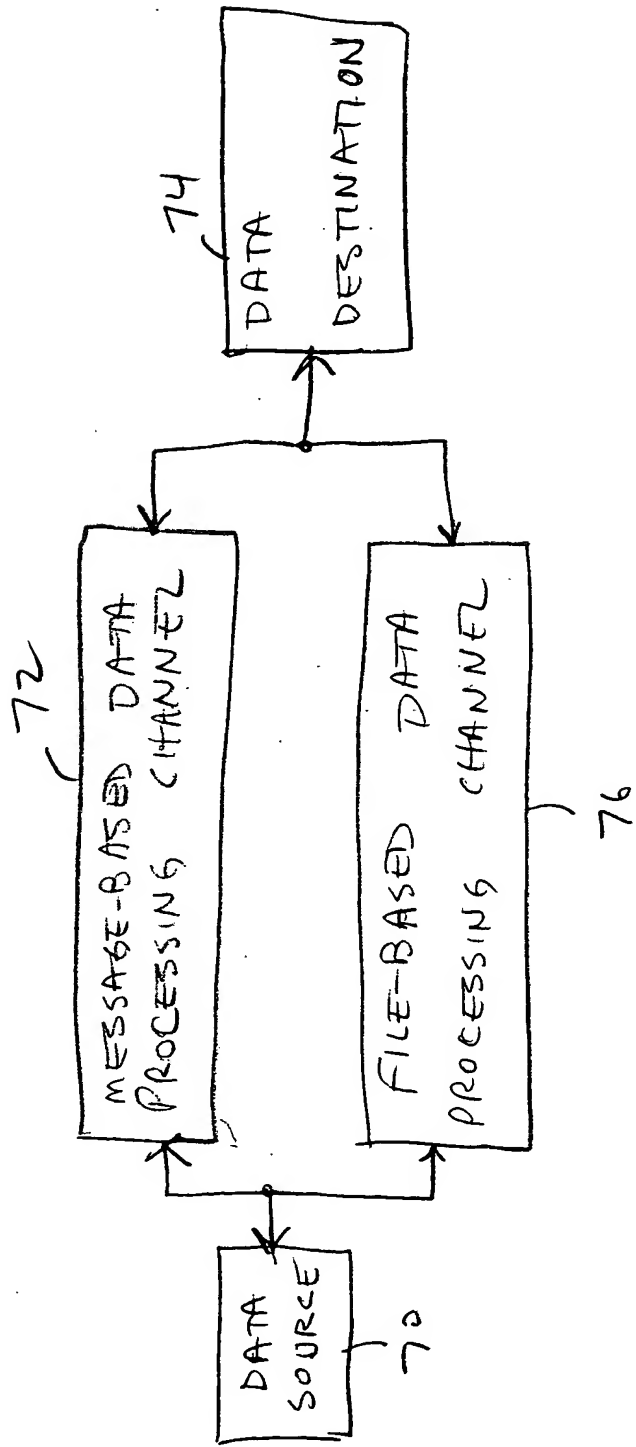 72
MESSAGE-BASED DATA
PROCESSING CHANNEL
74
DATA
DESTINATION
DATA
SOURCE
70
FILE-BASED DATA
PROCESSING CHANNEL
76